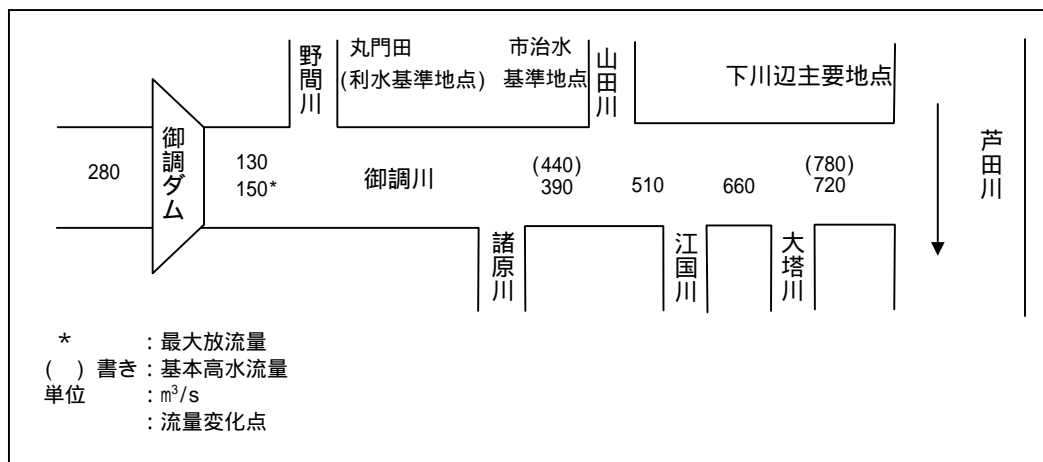 野間川
丸門田
(利水基準地点)
市治水
基準地点
山田川
下川辺主要地点
芦田川
御調ダム
280
130
150*
御調川
(440)
390
510
660
(780)
720
諸原川
江国川
大塔川
* :最大放流量
( )書き:基本高水流量
単位 :m³/s
:流量変化点